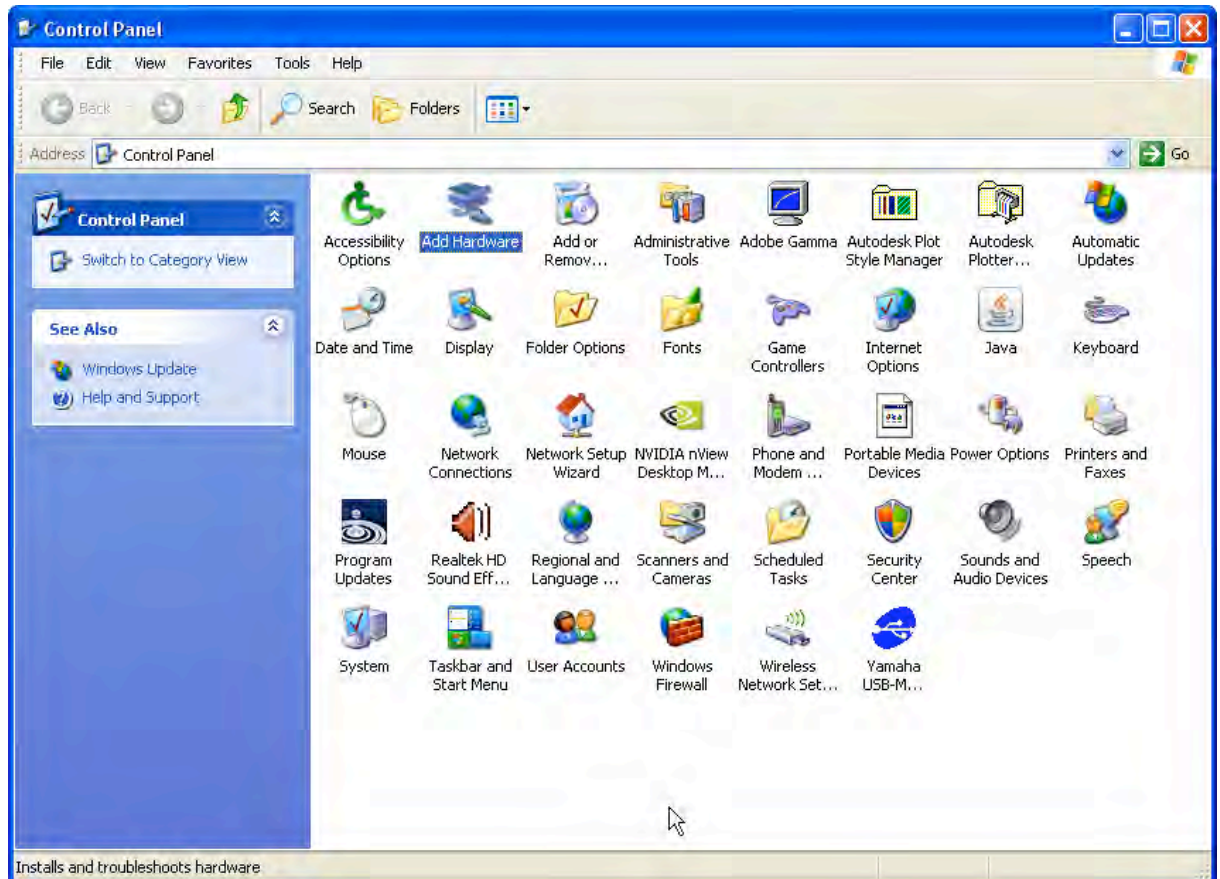 Control Panel
File Edit View Favorites Tools Help
Back Search Folders
Address Control Panel Go
Control Panel
Switch to Category View
See Also
Windows Update
Help and Support
Accessibility
Options
Add Hardware
Add or
Remov...
Administrative
Tools
Adobe Gamma
Autodesk Plot
Style Manager
Autodesk
Plotter...
Automatic
Updates
Date and Time
Display
Folder Options
Fonts
Game
Controllers
Internet
Options
Java
Keyboard
Mouse
Network
Connections
Network Setup
Wizard
NVIDIA nView
Desktop M...
Phone and
Modem ...
Portable Media
Devices
Power Options
Printers and
Faxes
Program
Updates
Realtek HD
Sound Eff...
Regional and
Language ...
Scanners and
Cameras
Scheduled
Tasks
Security
Center
Sounds and
Audio Devices
Speech
System
Taskbar and
Start Menu
User Accounts
Windows
Firewall
Wireless
Network Set...
Yamaha
USB-M...
Installs and troubleshoots hardware